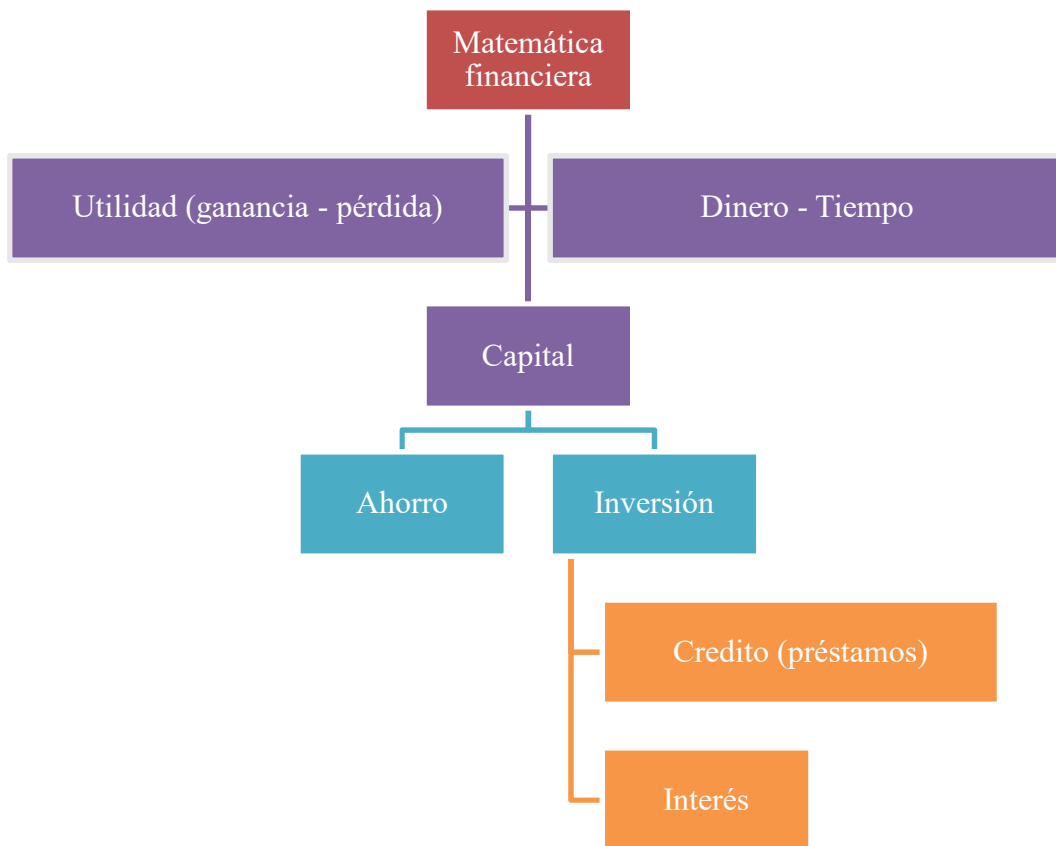 Matemática
financiera
Utilidad (ganancia - pérdida)
Dinero - Tiempo
Capital
Ahorro
Inversión
Credito (préstamos)
Interés